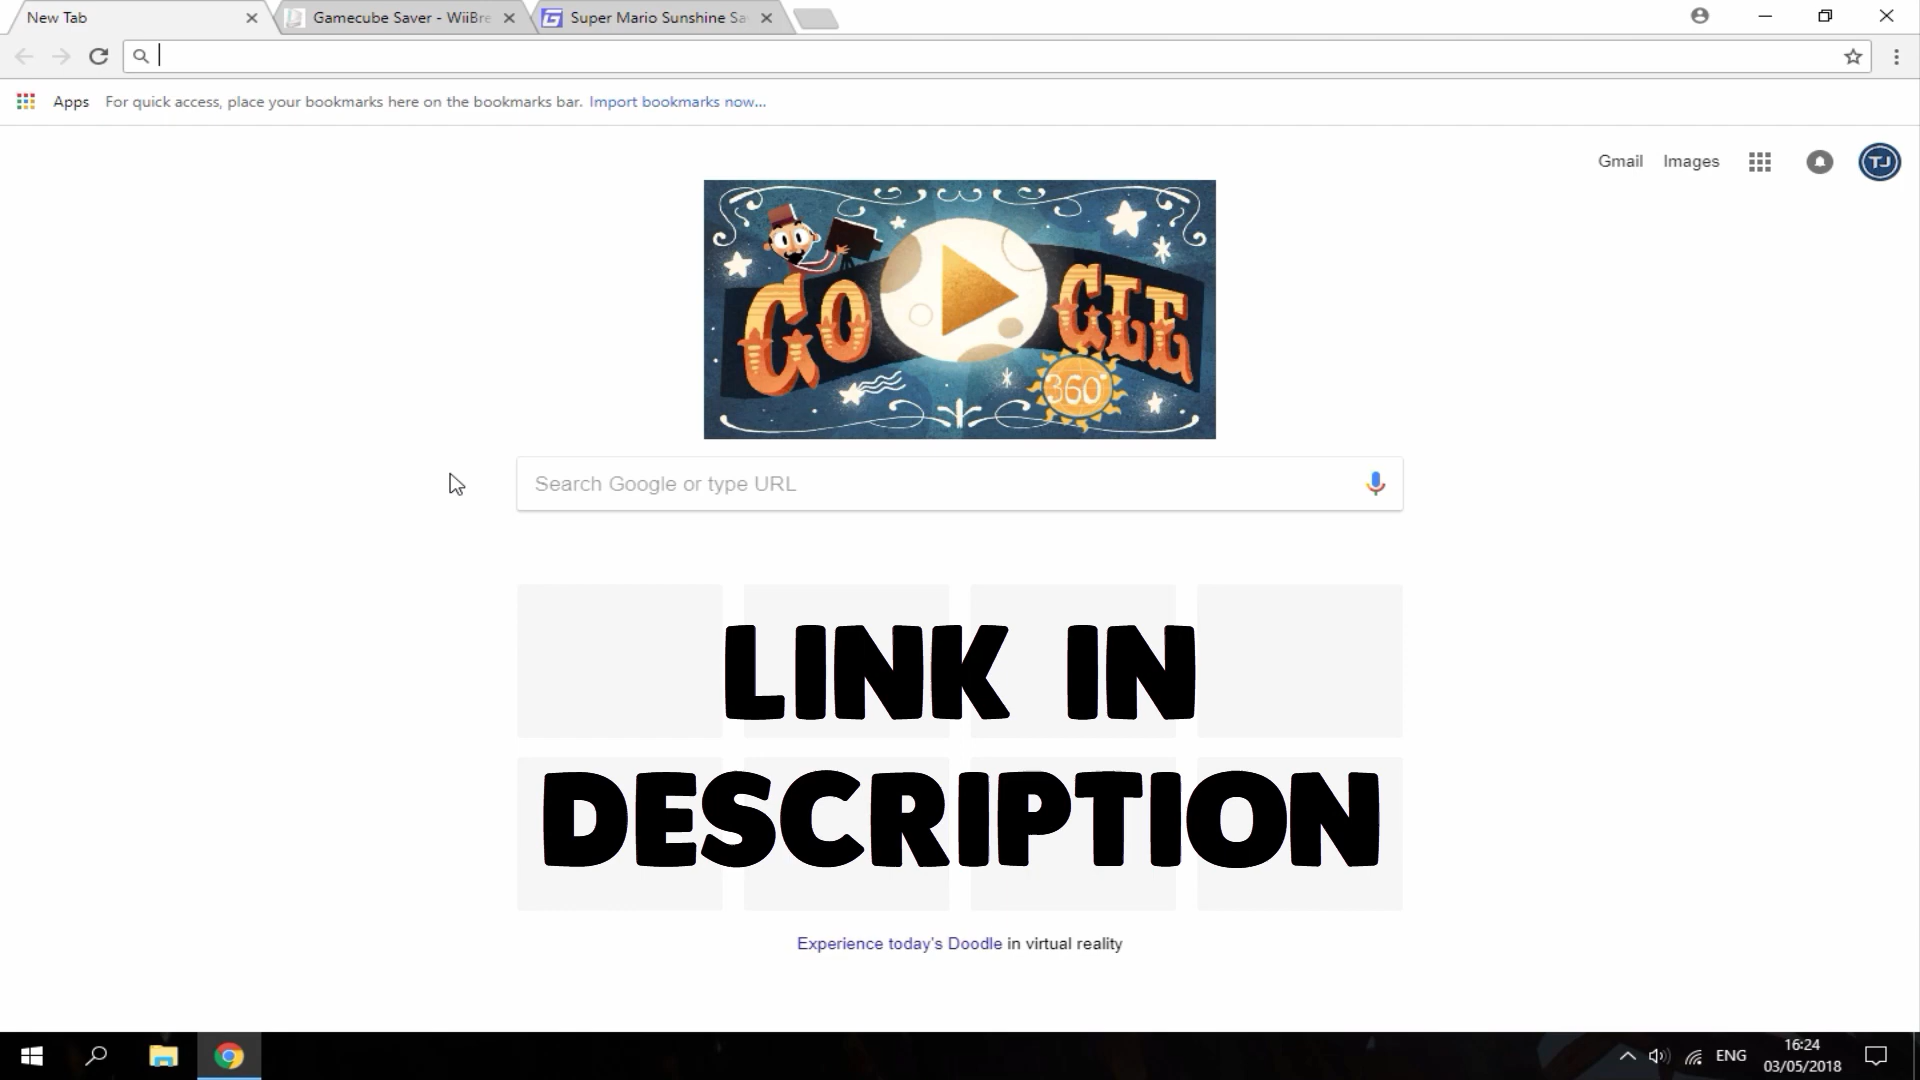 New Tab
Gamecube Saver - WiiBre
Super Mario Sunshine Sa
Apps
For quick access, place your bookmarks here on the bookmarks bar. Import bookmarks now...
Gmail
Images
TJ
GO GLE
360°
Search Google or type URL
LINK IN
DESCRIPTION
Experience today's Doodle in virtual reality
ENG
16:24
03/05/2018